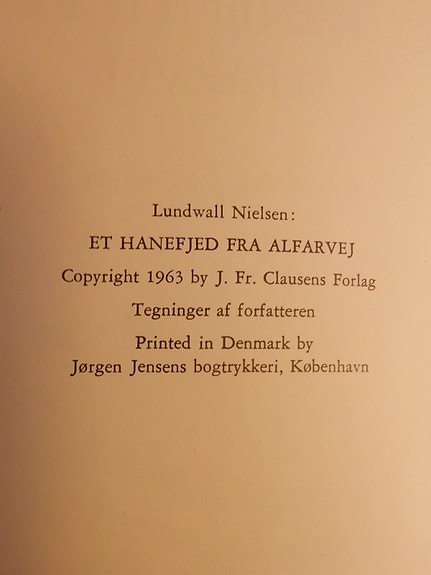 Lundwall Nielsen:
ET HANEFJED FRA ALFARVEJ
Copyright 1963 by J. Fr. Clausens Forlag
Tegninger af forfatteren
Printed in Denmark by
Jørgen Jensens bogtrykkeri, København